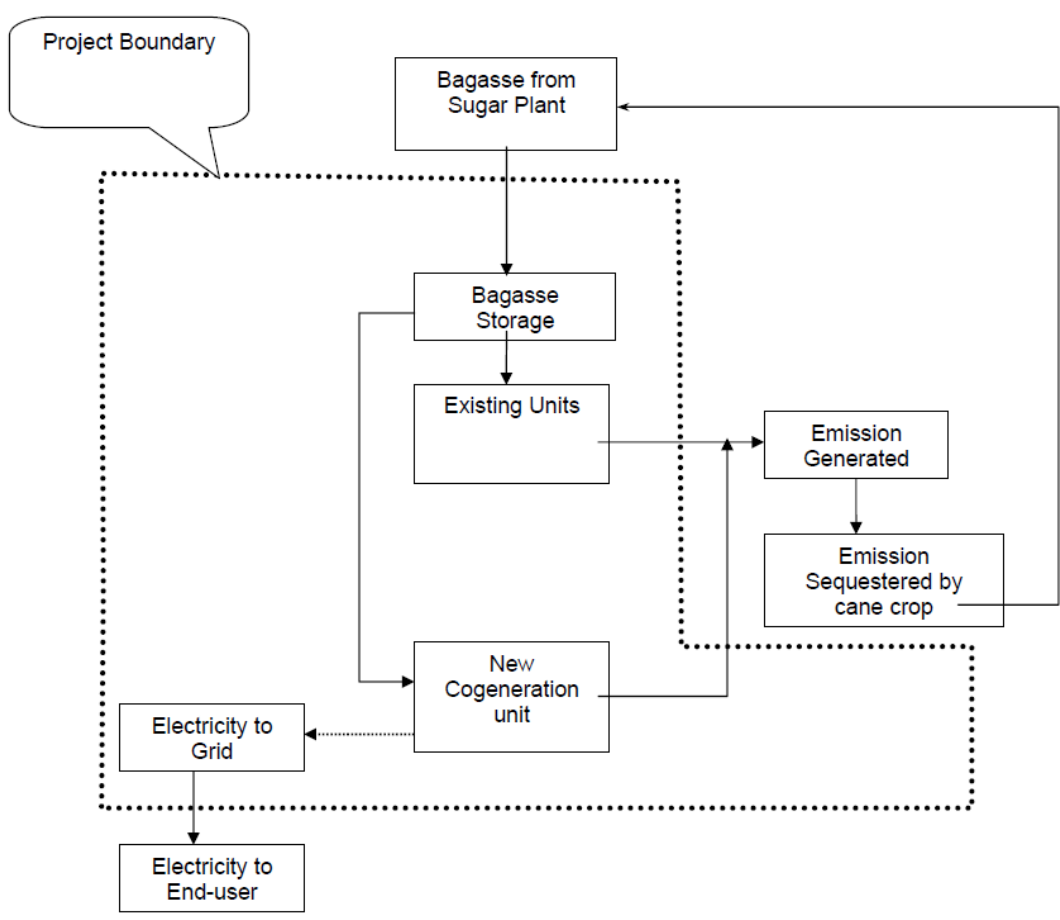 Project Boundary
Bagasse from
Sugar Plant
Bagasse
Storage
Existing Units
Emission
Generated
Emission
Sequestered by
cane crop
New
Cogeneration
unit
Electricity to
Grid
Electricity to
End-user